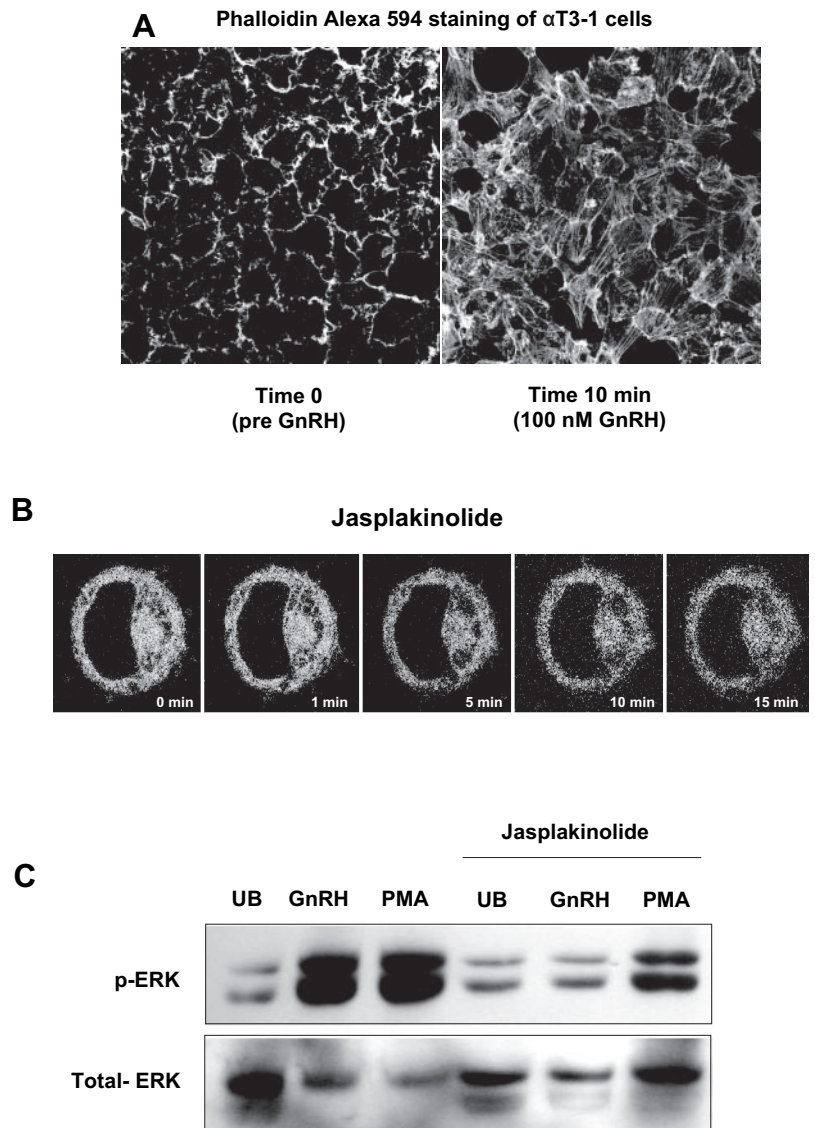 A
Phalloidin Alexa 594 staining of αT3-1 cells
Time 0
(pre GnRH)
Time 10 min
(100 nM GnRH)
B
Jasplakinolide
0 min
1 min
5 min
10 min
15 min
Jasplakinolide
C
UB GnRH PMA UB GnRH PMA
p-ERK
Total- ERK